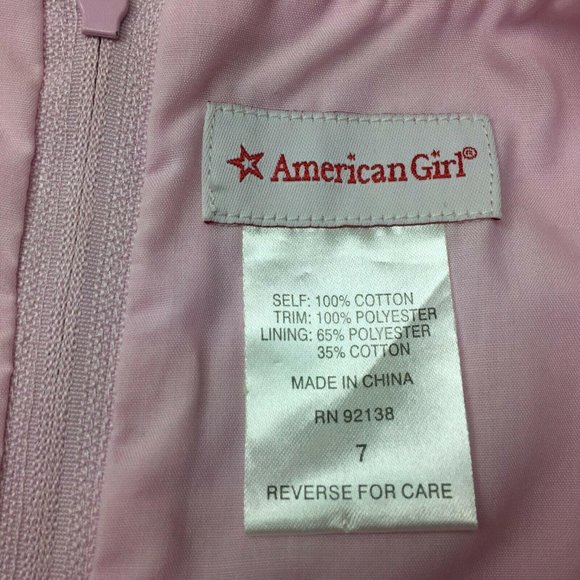 American Girl®
SELF: 100% COTTON
TRIM: 100% POLYESTER
LINING: 65% POLYESTER
35% COTTON
MADE IN CHINA
RN 92138
7
REVERSE FOR CARE